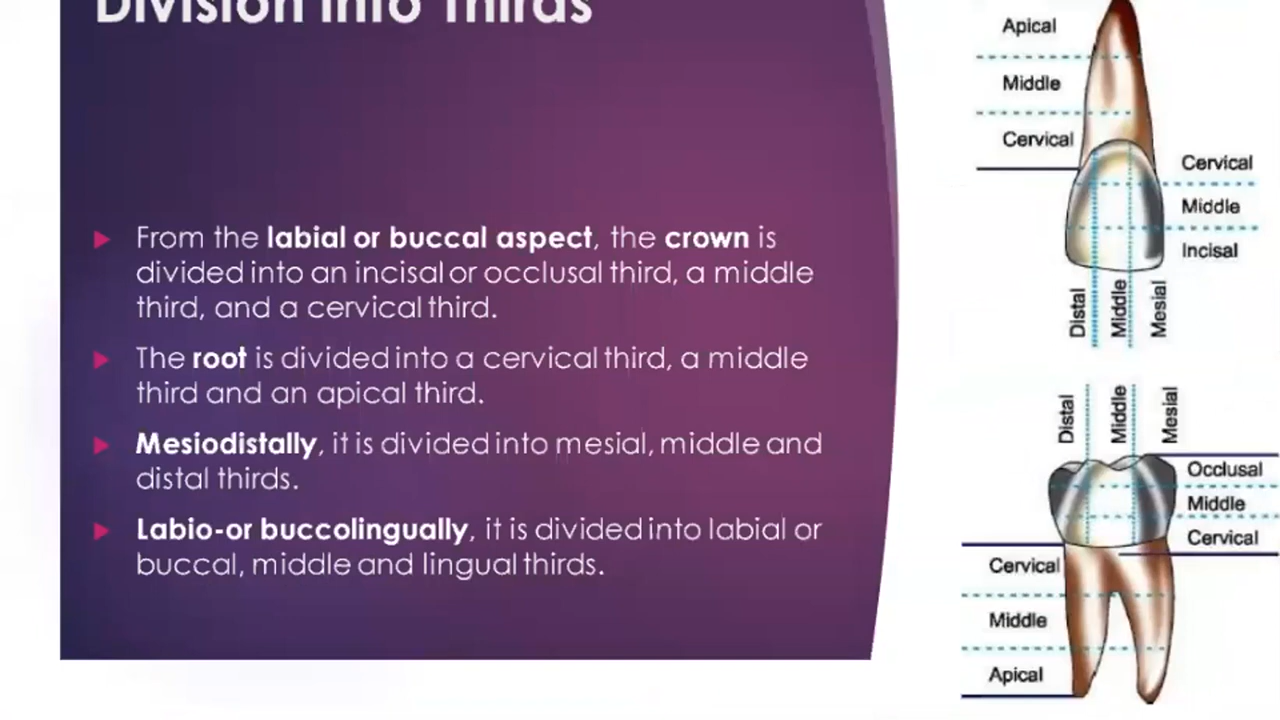 Division into Thirds
From the labial or buccal aspect, the crown is
divided into an incisal or occlusal third, a middle
third, and a cervical third.
The root is divided into a cervical third, a middle
third and an apical third.
Mesiodistally, it is divided into mesial, middle and
distal thirds.
Labio-or buccolingually, it is divided into labial or
buccal, middle and lingual thirds.
Apical
Middle
Cervical
Cervical
Middle
Incisal
Distal
Middle
Mesial
Distal
Middle
Mesial
Occlusal
Middle
Cervical
Cervical
Middle
Apical